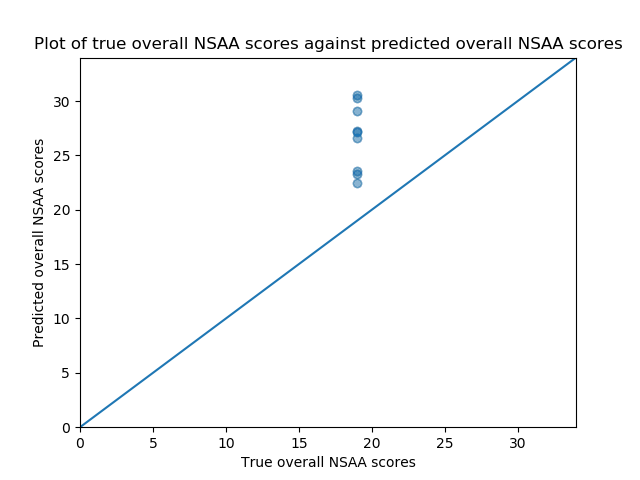 Plot of true overall NSAA scores against predicted overall NSAA scores
Predicted overall NSAA scores
30
25
20
15
10
5
0
0 5 10 15 20 25 30
True overall NSAA scores